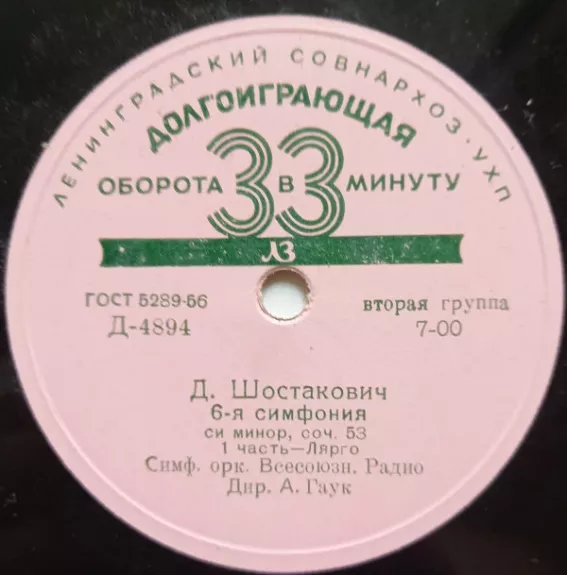 ЛЕНИНГРАДСКИЙ СОВНАРХОЗ. УХП
ДОЛГОИГРАЮЩАЯ
ОБОРОТА 33 В МИНУТУ
ЛЗ
ГОСТ 5289-56 вторая группа
Д-4894 7-00
Д. Шостакович
6-я симфония
си минор, соч. 53
1 часть—Лярго
Симф. орк. Всесоюзн. Радио
Дир. А. Гаук